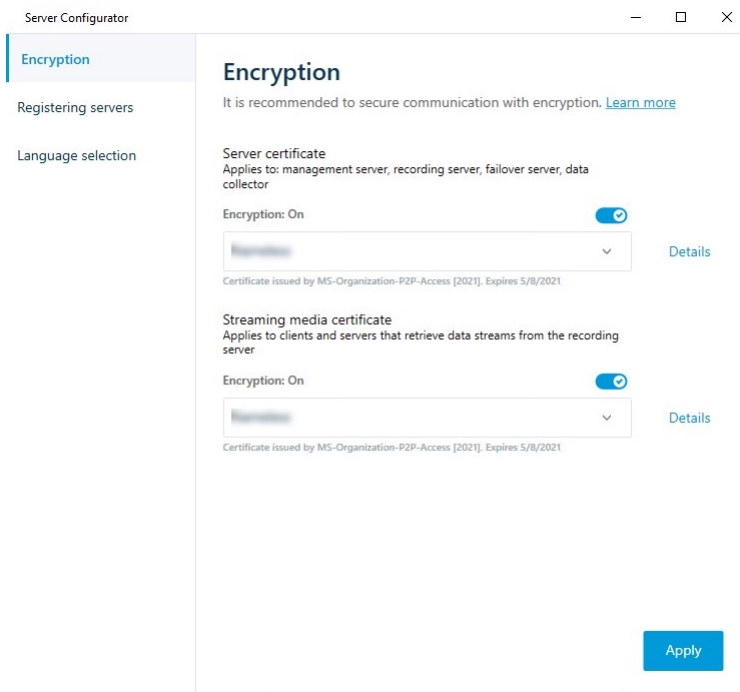 Server Configurator
Encryption
Registering servers
Language selection
Encryption
It is recommended to secure communication with encryption. Learn more
Server certificate
Applies to: management server, recording server, failover server, data
collector
Encryption: On
Details
Certificate issued by MS-Organization-P2P-Access [2021]. Expires 5/8/2021
Streaming media certificate
Applies to clients and servers that retrieve data streams from the recording
server
Encryption: On
Details
Certificate issued by MS-Organization-P2P-Access [2021]. Expires 5/8/2021
Apply